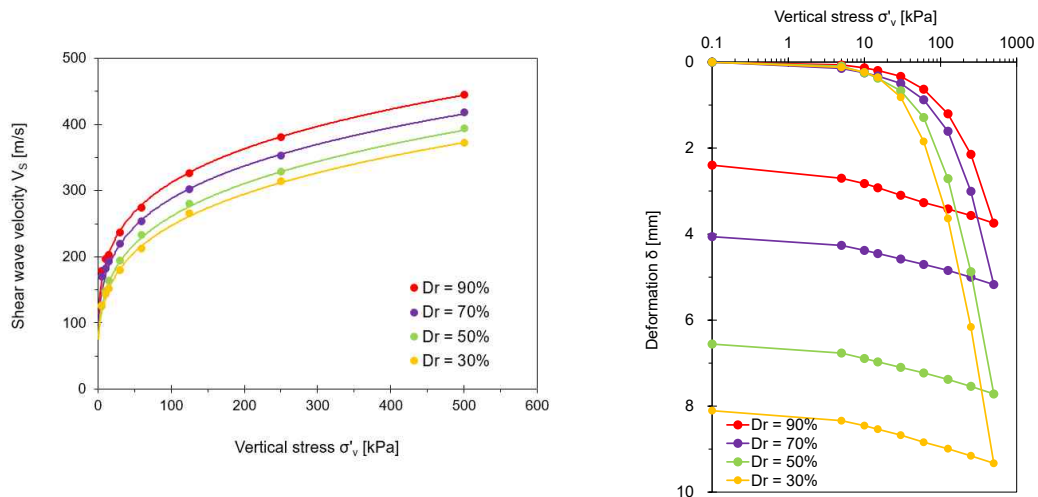 500
400
300
200
100
0
Shear wave velocity V_S [m/s]
0 100 200 300 400 500 600
Vertical stress σ'_v [kPa]
Dr = 90%
Dr = 70%
Dr = 50%
Dr = 30%
Vertical stress σ'_v [kPa]
0.1 1 10 100 1000
0
2
4
6
8
10
Deformation δ [mm]
Dr = 90%
Dr = 70%
Dr = 50%
Dr = 30%